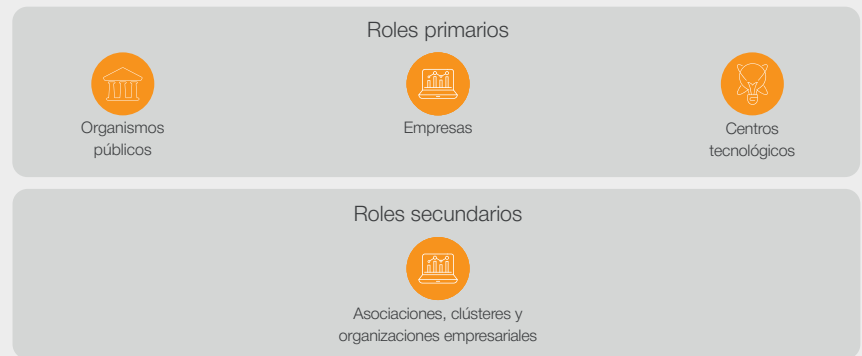 Roles primarios
Organismos
públicos
Empresas
Centros
tecnológicos
Roles secundarios
Asociaciones, clústeres y
organizaciones empresariales